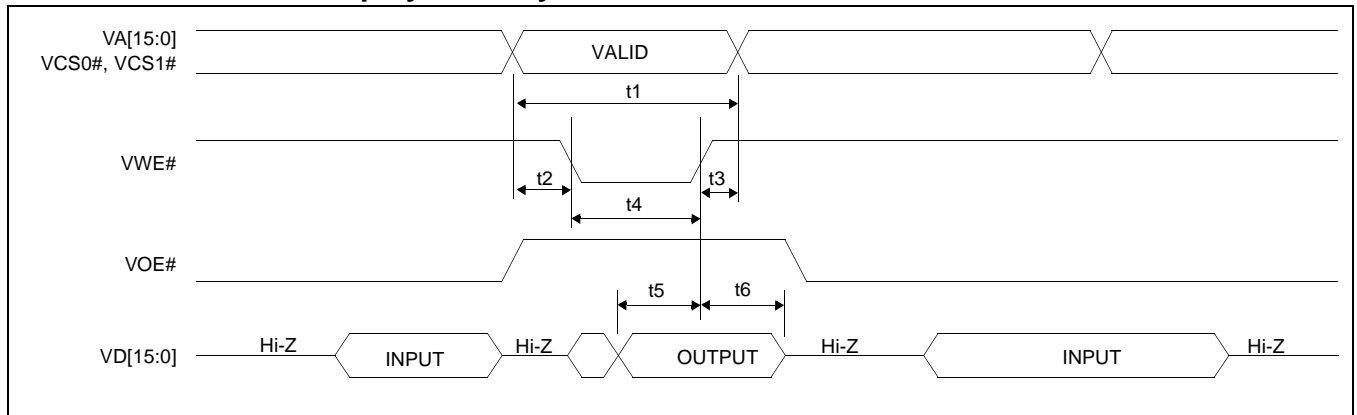 VA[15:0]
VCS0#, VCS1#
VALID
t1
VWE#
t2
t3
t4
VOE#
t5
t6
VD[15:0]
Hi-Z
INPUT
Hi-Z
OUTPUT
Hi-Z
INPUT
Hi-Z